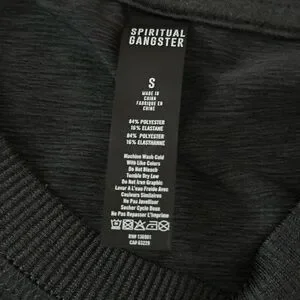 SPIRITUAL
GANGSTER
S
MADE IN
CHINA
FABRIQUÉ EN
CHINE
84% POLYESTER
16% ELASTANE
84% POLYESTER
16% ELASTHANNE
Machine Wash Cold
With Like Colors
Do Not Bleach
Tumble Dry Low
Do Not Iron Graphic
Laver À L'eau Froide Avec
Couleurs Similaires
Ne Pas Javelliser
Sécher Cycle Doux
Ne Pas Repasser L'imprimé
RN# 136801
CA# 63229